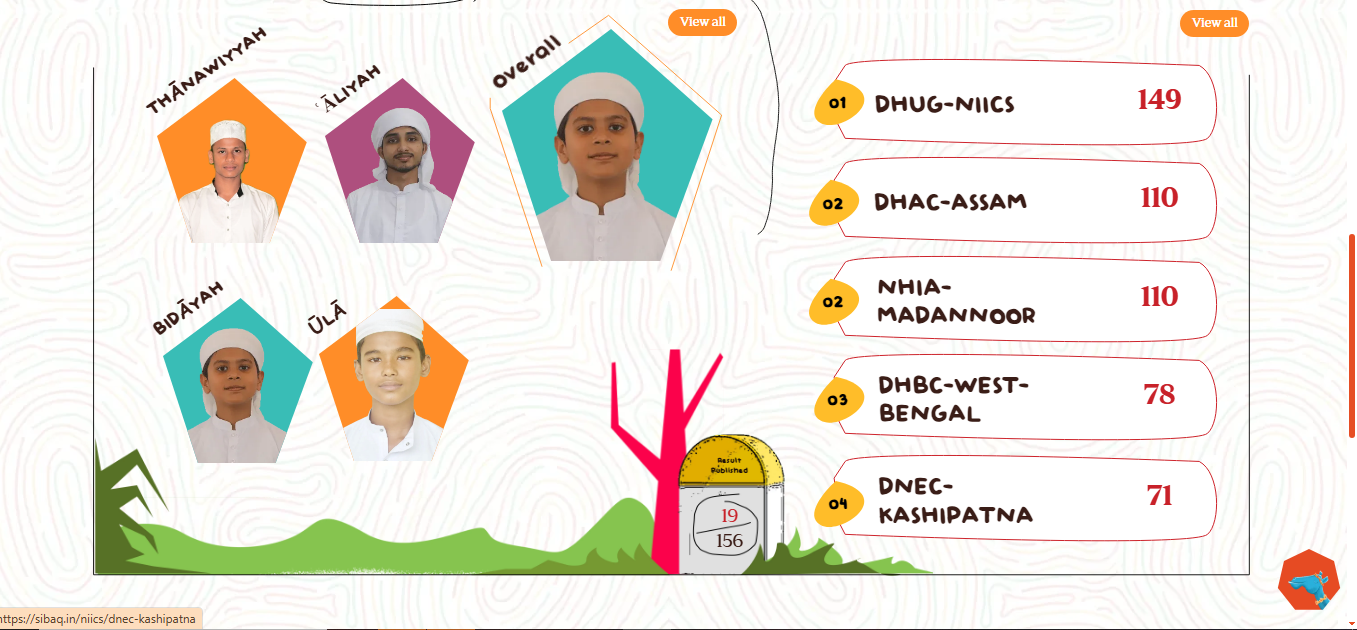 View all
View all
THĀNAWIYYAH
ʿĀLIYAH
Overall
BIDĀYAH
ŪLĀ
01
DHUG-NIICS
149
02
DHAC-ASSAM
110
02
NHIA-
MADANNOOR
110
03
DHBC-WEST-
BENGAL
78
04
DNEC-
KASHIPATNA
71
Result
Published
19
156
https://sibaq.in/niics/dnec-kashipatna